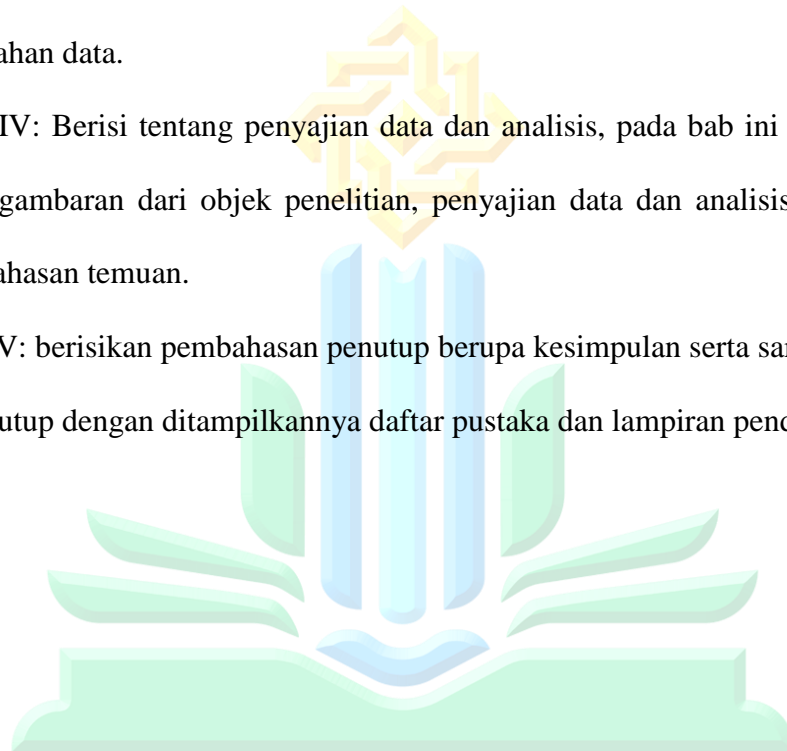 ahan data.
IV: Berisi tentang penyajian data dan analisis, pada bab ini
gambaran dari objek penelitian, penyajian data dan analisis
ahasan temuan.
V: berisikan pembahasan penutup berupa kesimpulan serta sar
utup dengan ditampilkannya daftar pustaka dan lampiran pend